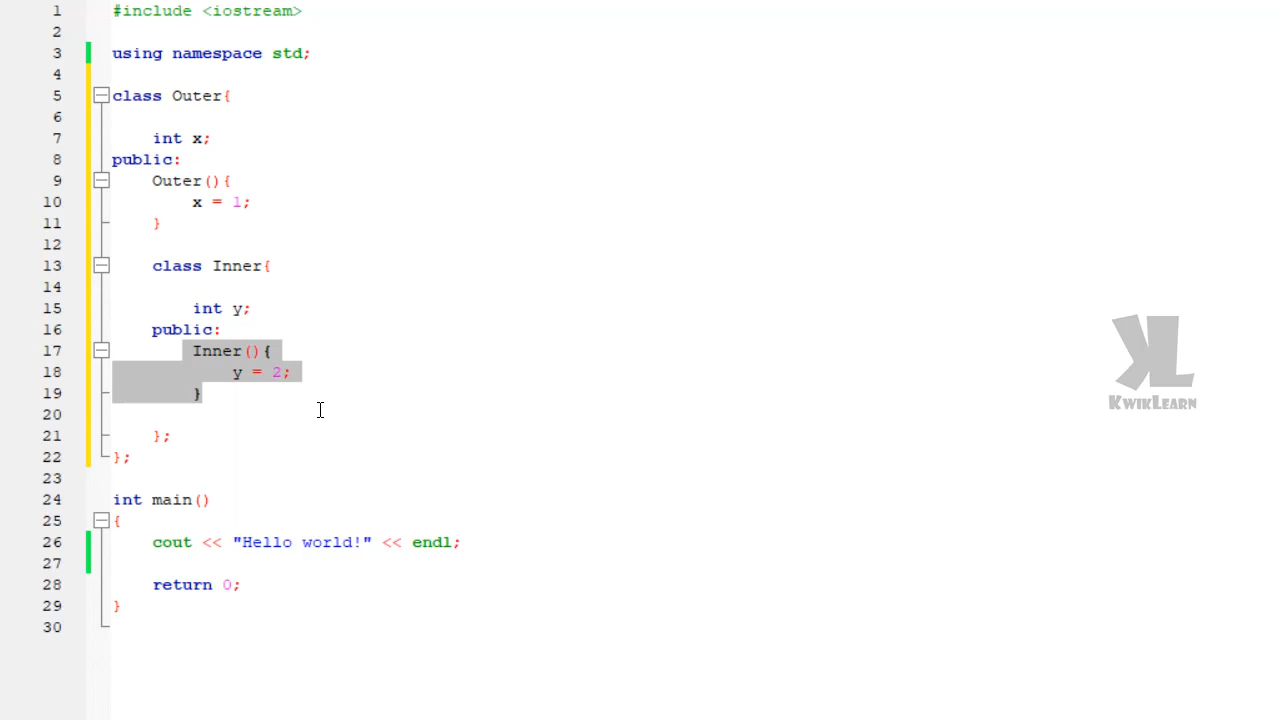 1 #include <iostream>
2
3 using namespace std;
4
5 class Outer{
6
7     int x;
8 public:
9     Outer(){
10         x = 1;
11     }
12
13     class Inner{
14
15         int y;
16     public:
17         Inner(){
18             y = 2;
19         }
20
21     };
22 };
23
24 int main()
25 {
26     cout << "Hello world!" << endl;
27
28     return 0;
29 }
30
KL
KWIKLEARN